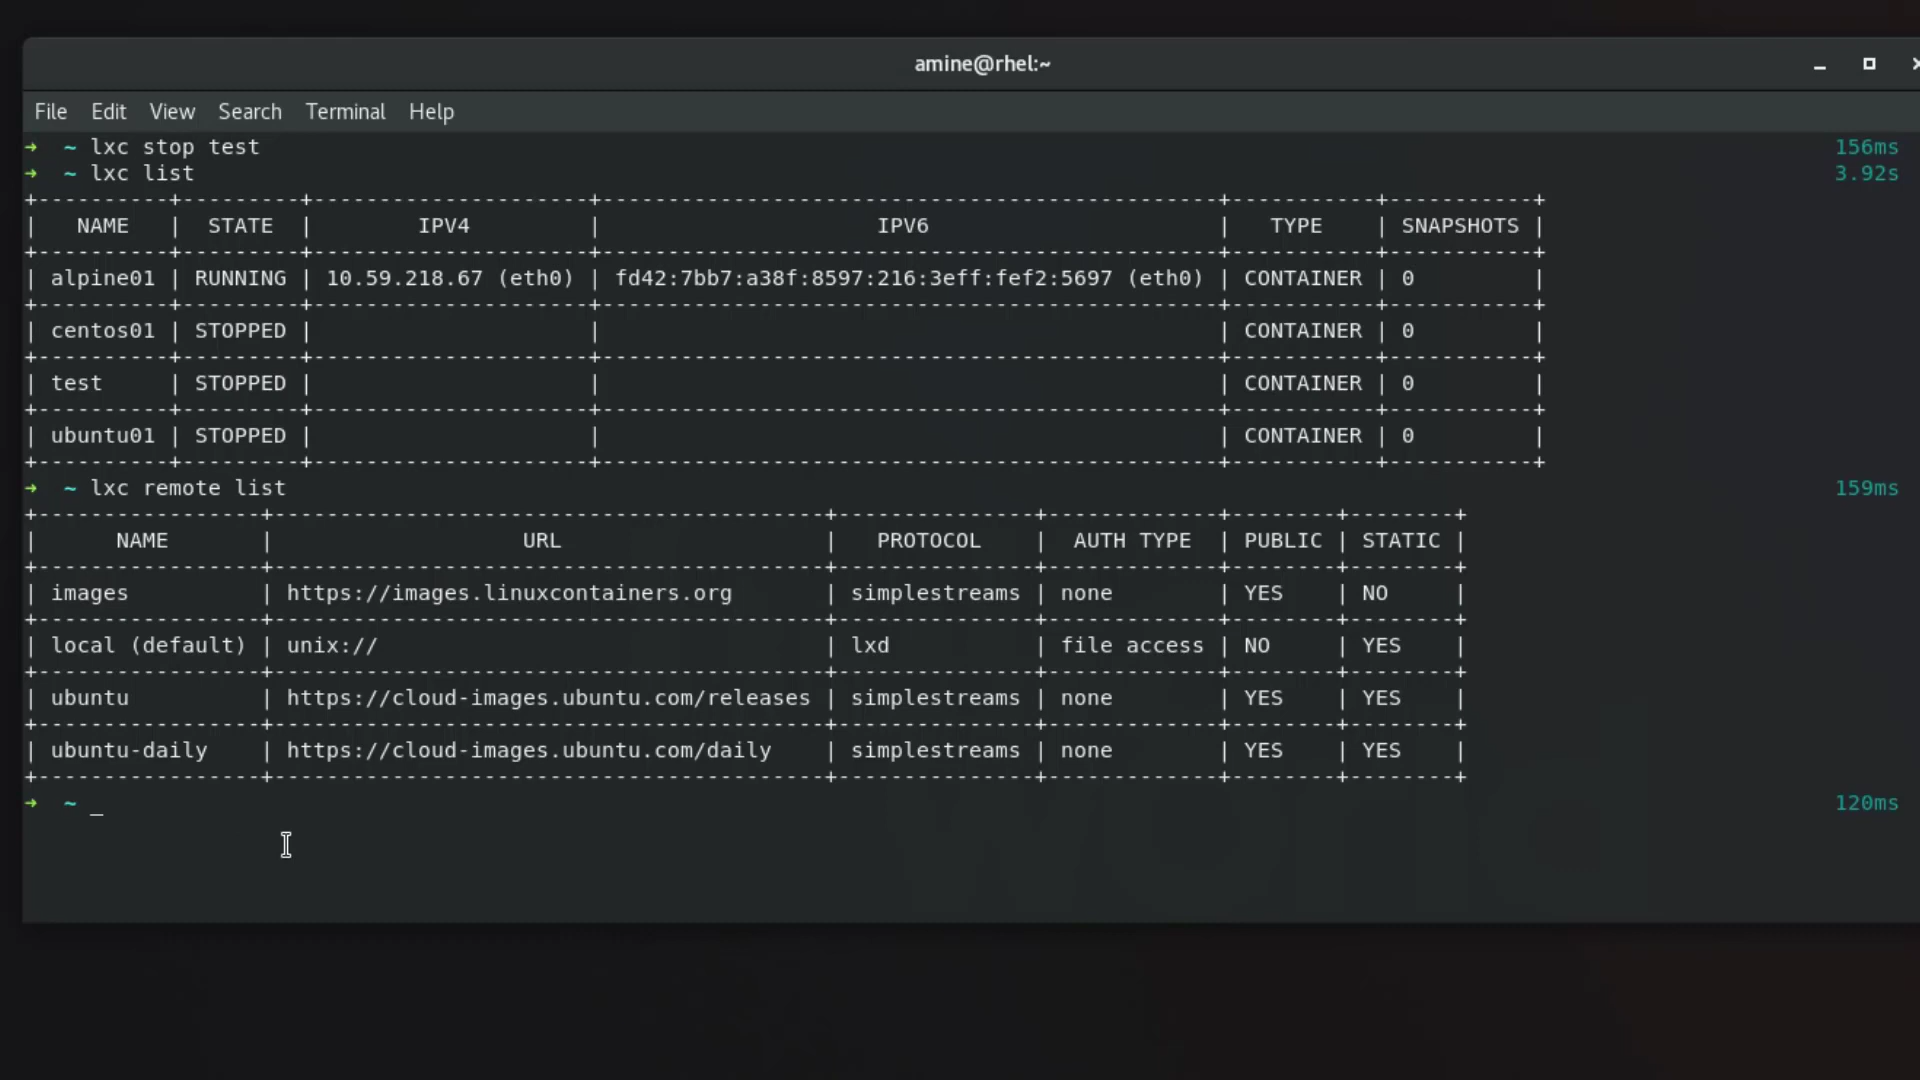 amine@rhel:~
File Edit View Search Terminal Help
➜ ~ lxc stop test 156ms
➜ ~ lxc list 3.92s
+----------+---------+----------------------+-----------------------------------------------+-----------+-----------+
| NAME | STATE | IPV4 | IPV6 | TYPE | SNAPSHOTS |
+----------+---------+----------------------+-----------------------------------------------+-----------+-----------+
| alpine01 | RUNNING | 10.59.218.67 (eth0) | fd42:7bb7:a38f:8597:216:3eff:fef2:5697 (eth0) | CONTAINER | 0 |
+----------+---------+----------------------+-----------------------------------------------+-----------+-----------+
| centos01 | STOPPED | | | CONTAINER | 0 |
+----------+---------+----------------------+-----------------------------------------------+-----------+-----------+
| test | STOPPED | | | CONTAINER | 0 |
+----------+---------+----------------------+-----------------------------------------------+-----------+-----------+
| ubuntu01 | STOPPED | | | CONTAINER | 0 |
+----------+---------+----------------------+-----------------------------------------------+-----------+-----------+
➜ ~ lxc remote list 159ms
+-----------------+------------------------------------------+---------------+-------------+--------+--------+
| NAME | URL | PROTOCOL | AUTH TYPE | PUBLIC | STATIC |
+-----------------+------------------------------------------+---------------+-------------+--------+--------+
| images | https://images.linuxcontainers.org | simplestreams | none | YES | NO |
+-----------------+------------------------------------------+---------------+-------------+--------+--------+
| local (default) | unix:// | lxd | file access | NO | YES |
+-----------------+------------------------------------------+---------------+-------------+--------+--------+
| ubuntu | https://cloud-images.ubuntu.com/releases | simplestreams | none | YES | YES |
+-----------------+------------------------------------------+---------------+-------------+--------+--------+
| ubuntu-daily | https://cloud-images.ubuntu.com/daily | simplestreams | none | YES | YES |
+-----------------+------------------------------------------+---------------+-------------+--------+--------+
➜ ~ _ 120ms